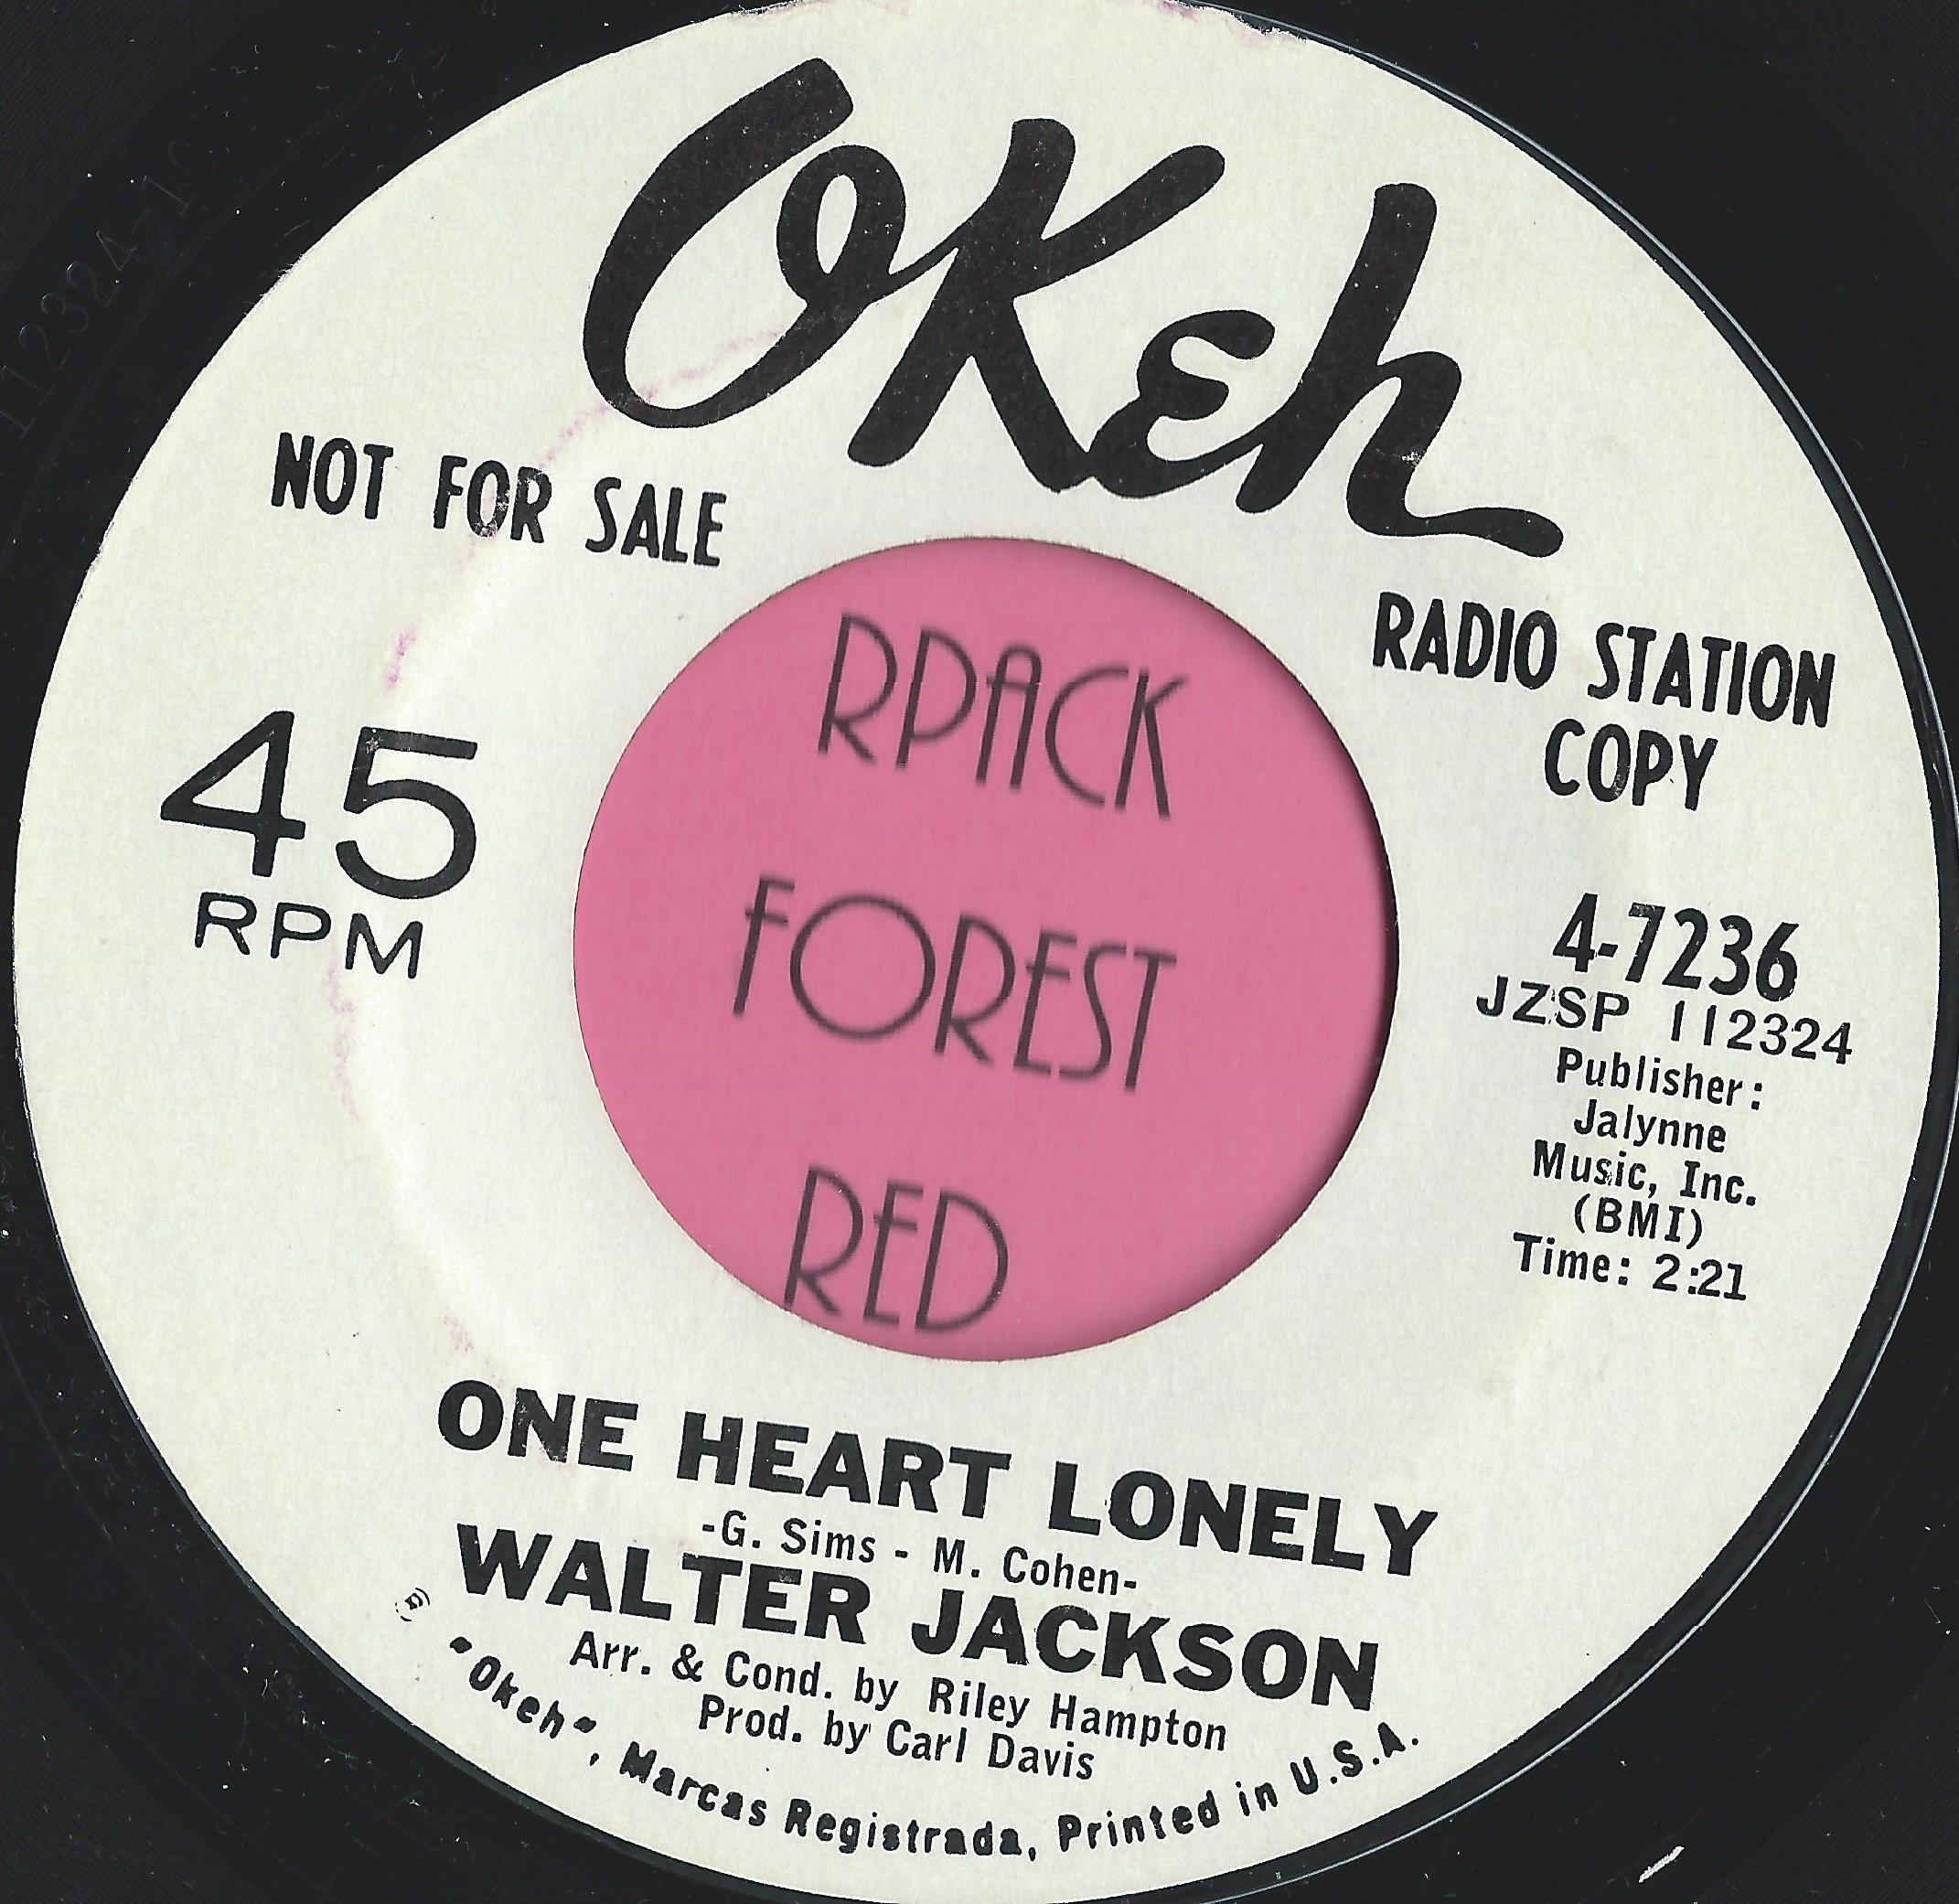 OKeh
NOT FOR SALE
RADIO STATION
COPY
45
RPM
RPACK
FOREST
RED
4-7236
JZSP 112324
Publisher:
Jalynne
Music, Inc.
(BMI)
Time: 2:21
ONE HEART LONELY
-G. Sims - M. Cohen-
WALTER JACKSON
Arr. & Cond. by Riley Hampton
Prod. by Carl Davis
"Okeh", Marcas Registrada, Printed in U.S.A.